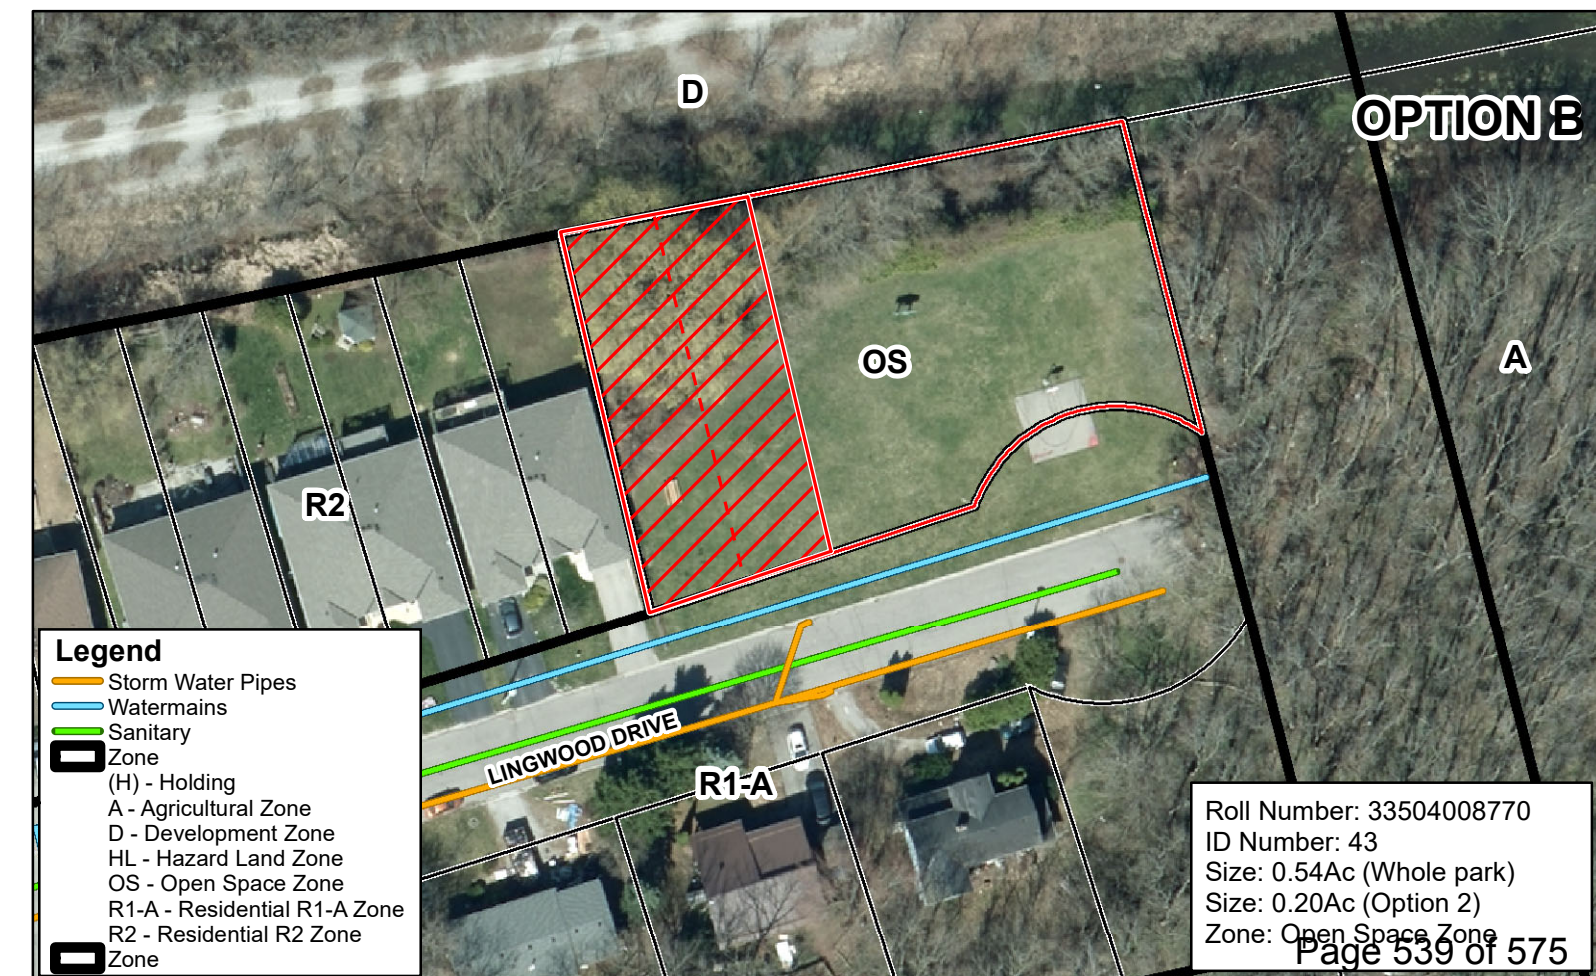 D
OPTION B
OS
A
R2
LINGWOOD DRIVE
R1-A
Legend
Storm Water Pipes
Watermains
Sanitary
Zone
(H) - Holding
A - Agricultural Zone
D - Development Zone
HL - Hazard Land Zone
OS - Open Space Zone
R1-A - Residential R1-A Zone
R2 - Residential R2 Zone
Zone
Roll Number: 33504008770
ID Number: 43
Size: 0.54Ac (Whole park)
Size: 0.20Ac (Option 2)
Zone: Open Space Zone
Page 539 of 575